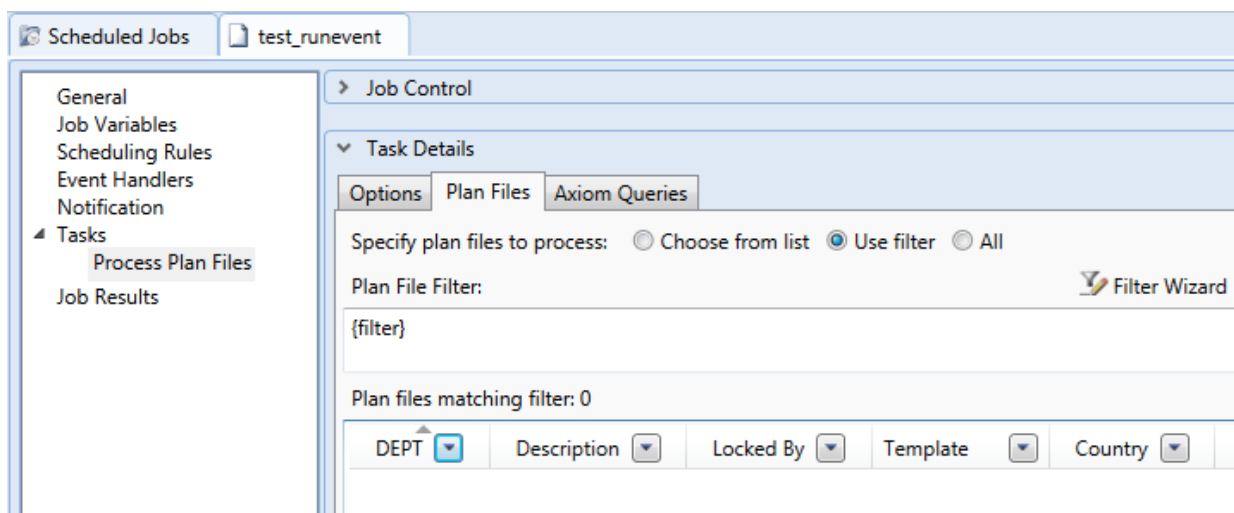 Scheduled Jobs test_runevent
General
Job Variables
Scheduling Rules
Event Handlers
Notification
Tasks
Process Plan Files
Job Results
Job Control
Task Details
Options Plan Files Axiom Queries
Specify plan files to process: Choose from list Use filter All
Plan File Filter: Filter Wizard
{filter}
Plan files matching filter: 0
DEPT Description Locked By Template Country